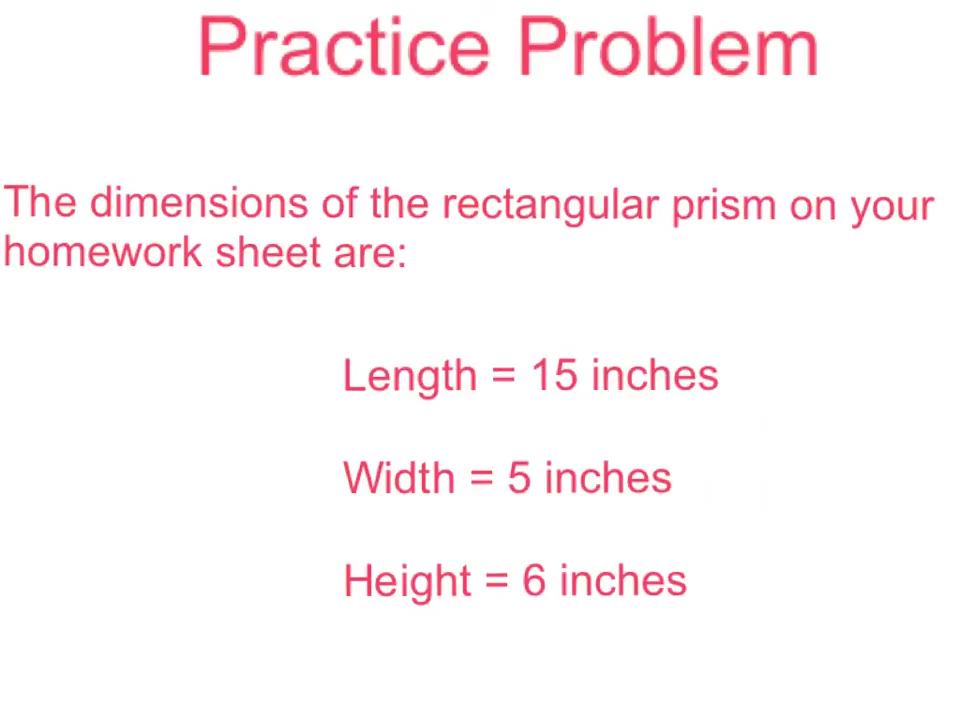 Practice Problem
The dimensions of the rectangular prism on your
homework sheet are:
Length = 15 inches
Width = 5 inches
Height = 6 inches